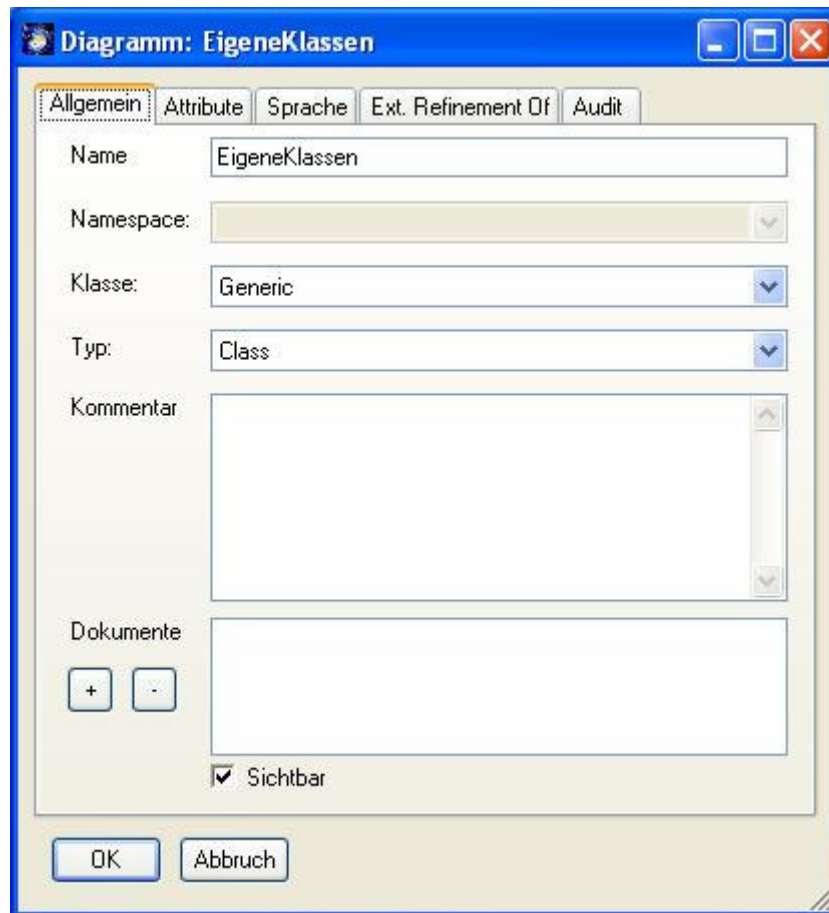 Diagramm: EigeneKlassen
Allgemein Attribute Sprache Ext. Refinement Of Audit
Name EigeneKlassen
Namespace:
Klasse: Generic
Typ: Class
Kommentar
Dokumente
+ -
Sichtbar
OK Abbruch